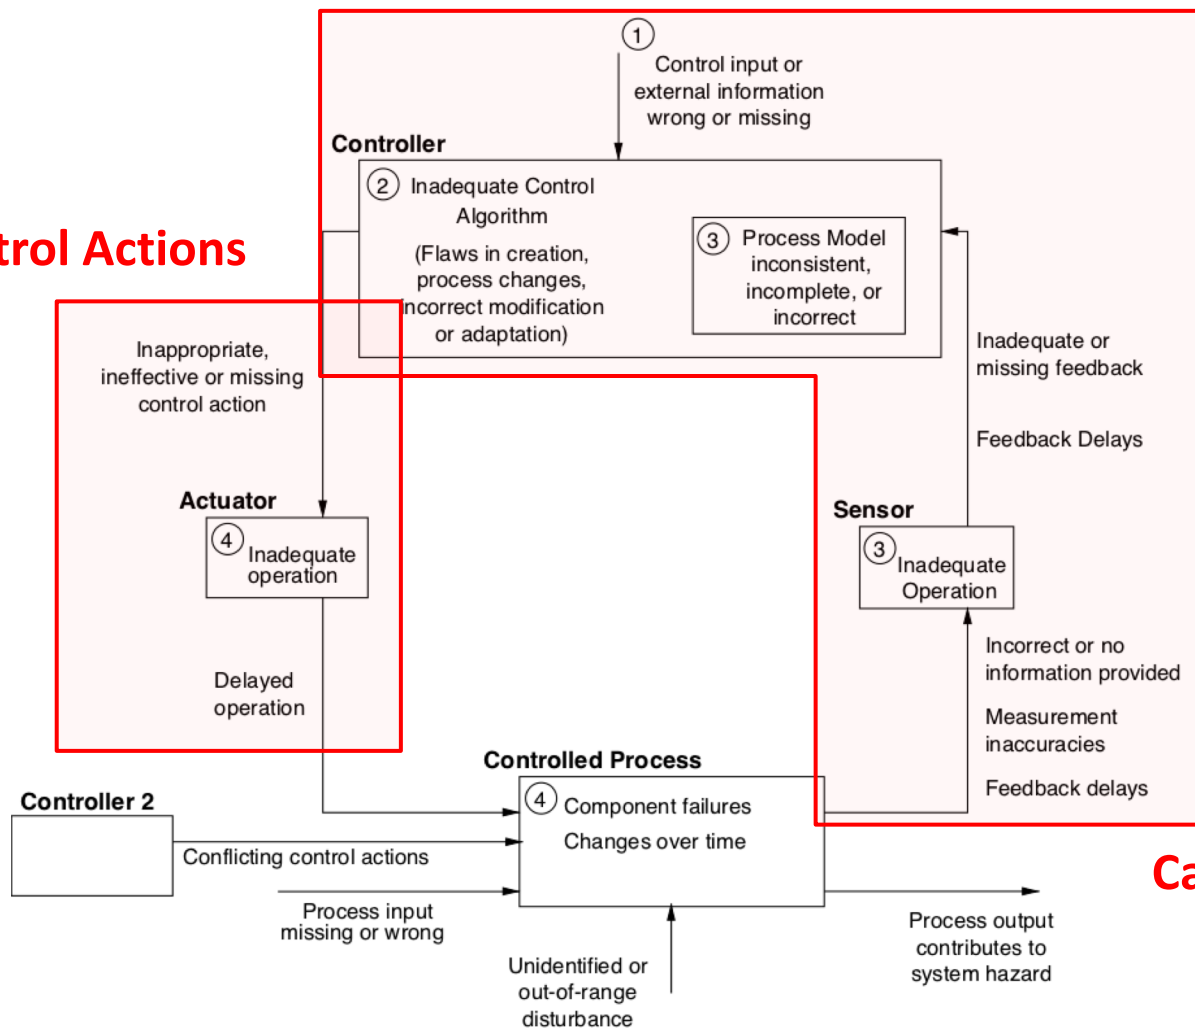 1
Control input or
external information
wrong or missing
Controller
2
Inadequate Control
Algorithm
(Flaws in creation,
process changes,
incorrect modification
or adaptation)
3
Process Model
inconsistent,
incomplete, or
incorrect
trol Actions
Inappropriate,
ineffective or missing
control action
Inadequate or
missing feedback
Feedback Delays
Actuator
4
Inadequate
operation
Sensor
3
Inadequate
Operation
Delayed
operation
Incorrect or no
information provided
Measurement
inaccuracies
Feedback delays
Controlled Process
4
Component failures
Changes over time
Controller 2
Conflicting control actions
Ca
Process input
missing or wrong
Process output
contributes to
system hazard
Unidentified or
out-of-range
disturbance